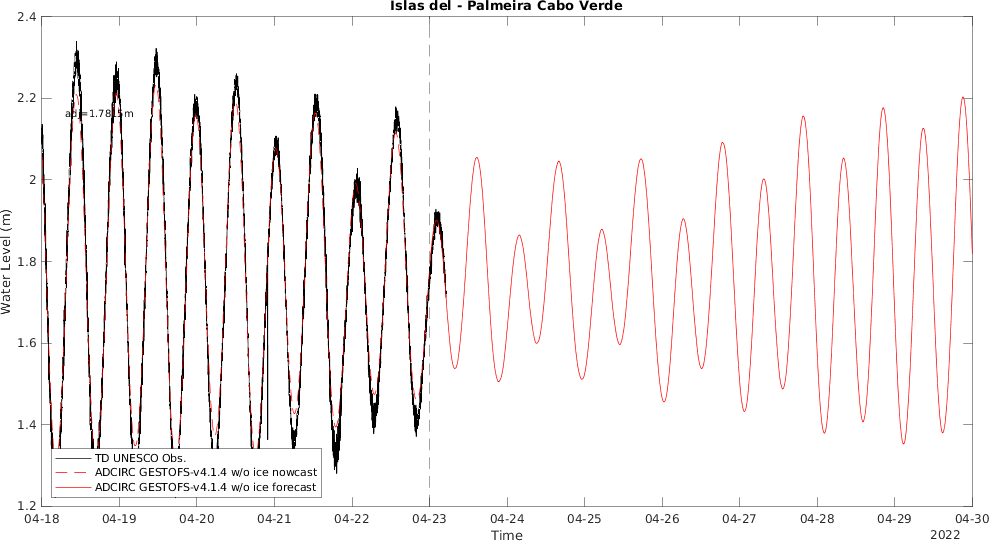 Islas del - Palmeira Cabo Verde
2.4
2.2
2
1.8
1.6
1.4
1.2
Water Level (m)
adj=1.7815m
TD UNESCO Obs.
ADCIRC GESTOFS-v4.1.4 w/o ice nowcast
ADCIRC GESTOFS-v4.1.4 w/o ice forecast
04-18 04-19 04-20 04-21 04-22 04-23 04-24 04-25 04-26 04-27 04-28 04-29 04-30
Time
2022